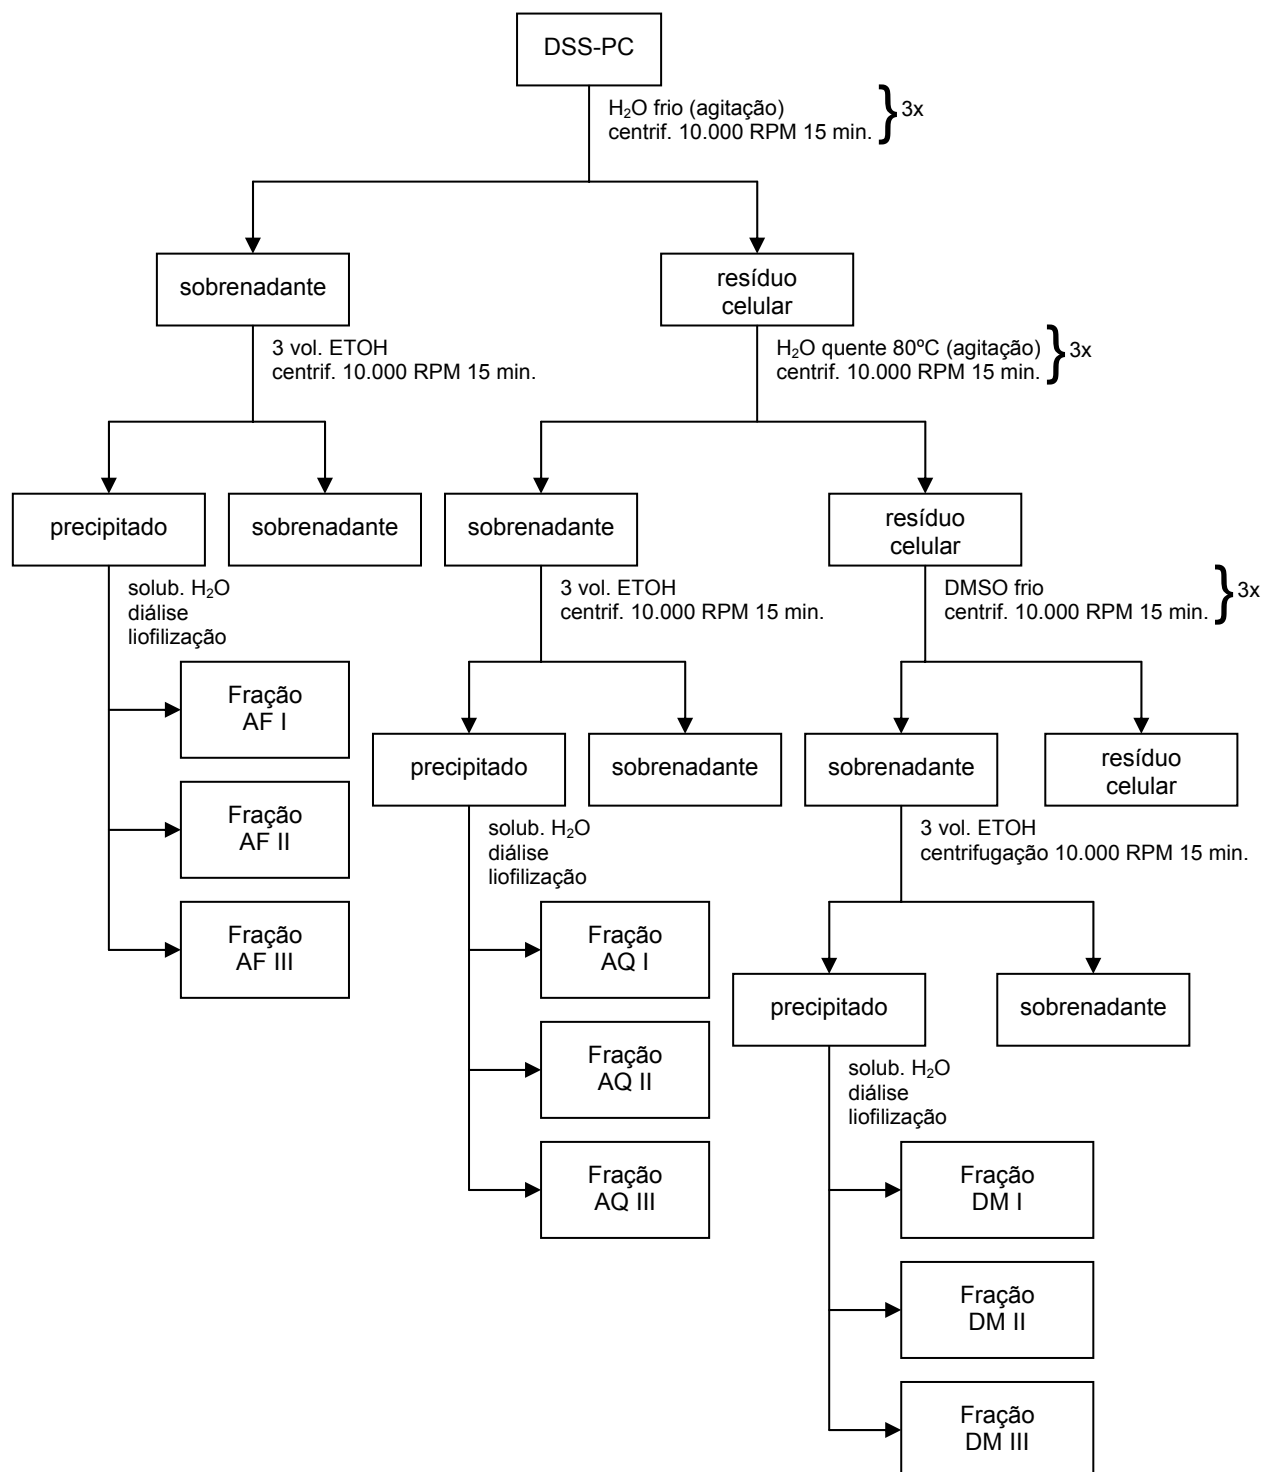 DSS-PC
H₂O frio (agitação)
centrif. 10.000 RPM 15 min.
} 3x
sobrenadante
resíduo
celular
3 vol. ETOH
centrif. 10.000 RPM 15 min.
H₂O quente 80ºC (agitação)
centrif. 10.000 RPM 15 min.
} 3x
precipitado
sobrenadante
sobrenadante
resíduo
celular
solub. H₂O
diálise
liofilização
3 vol. ETOH
centrif. 10.000 RPM 15 min.
DMSO frio
centrif. 10.000 RPM 15 min.
} 3x
Fração
AF I
Fração
AF II
Fração
AF III
precipitado
sobrenadante
sobrenadante
resíduo
celular
solub. H₂O
diálise
liofilização
3 vol. ETOH
centrifugação 10.000 RPM 15 min.
Fração
AQ I
Fração
AQ II
Fração
AQ III
precipitado
sobrenadante
solub. H₂O
diálise
liofilização
Fração
DM I
Fração
DM II
Fração
DM III